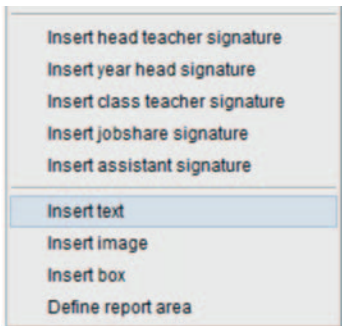 Insert head teacher signature
Insert year head signature
Insert class teacher signature
Insert jobshare signature
Insert assistant signature
Insert text
Insert image
Insert box
Define report area